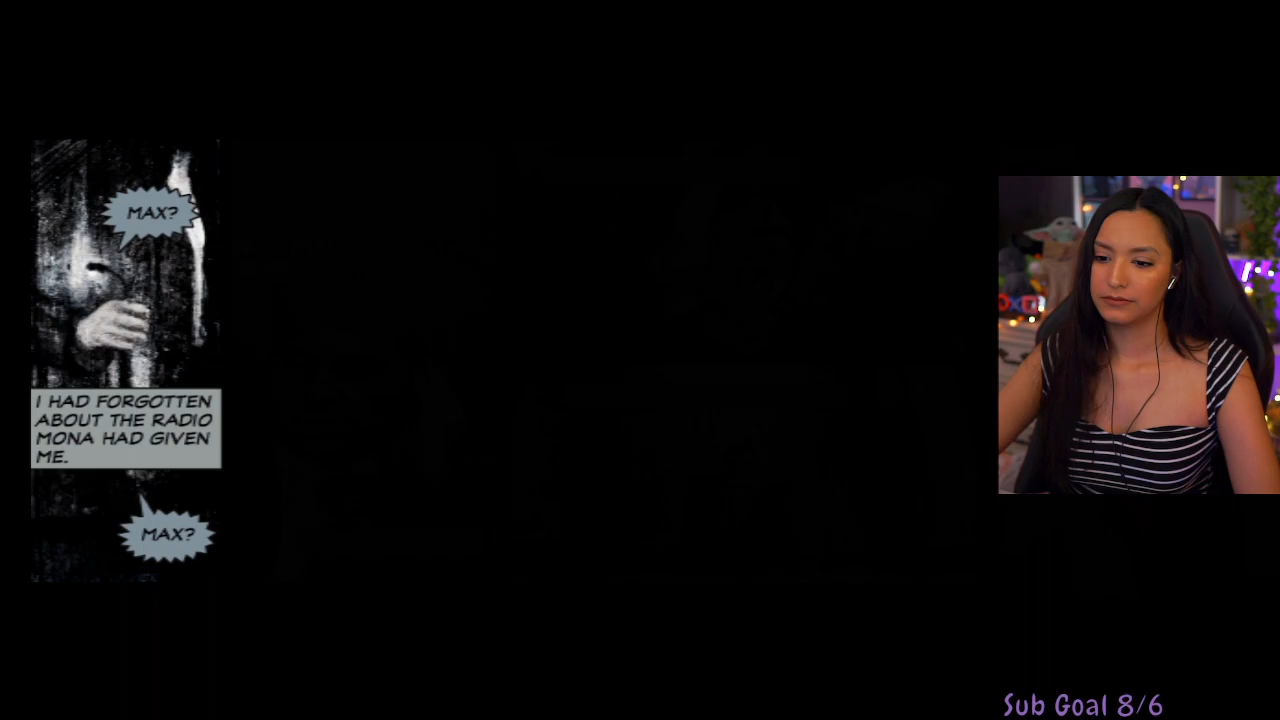 MAX?
I HAD FORGOTTEN
ABOUT THE RADIO
MONA HAD GIVEN
ME.
MAX?
Sub Goal 8/6